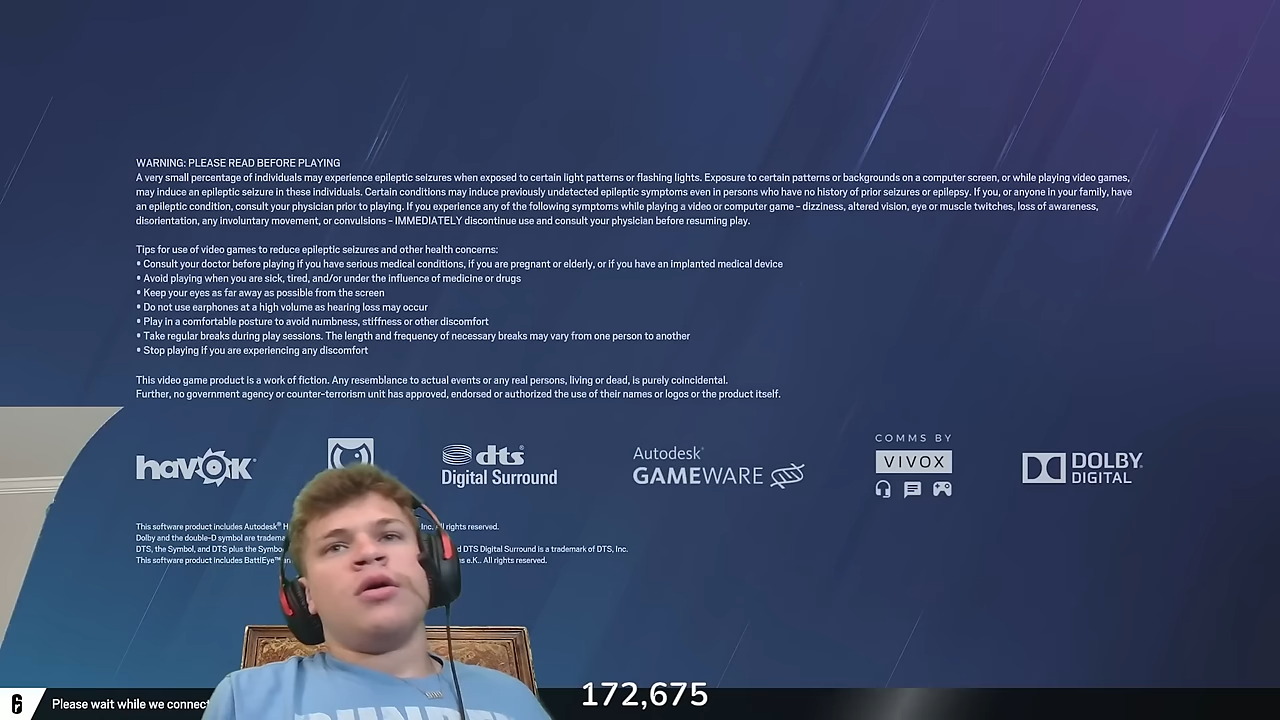 WARNING: PLEASE READ BEFORE PLAYING
A very small percentage of individuals may experience epileptic seizures when exposed to certain light patterns or flashing lights. Exposure to certain patterns or backgrounds on a computer screen, or while playing video games,
may induce an epileptic seizure in these individuals. Certain conditions may induce previously undetected epileptic symptoms even in persons who have no history of prior seizures or epilepsy. If you, or anyone in your family, have
an epileptic condition, consult your physician prior to playing. If you experience any of the following symptoms while playing a video or computer game - dizziness, altered vision, eye or muscle twitches, loss of awareness,
disorientation, any involuntary movement, or convulsions - IMMEDIATELY discontinue use and consult your physician before resuming play.
Tips for use of video games to reduce epileptic seizures and other health concerns:
• Consult your doctor before playing if you have serious medical conditions, if you are pregnant or elderly, or if you have an implanted medical device
• Avoid playing when you are sick, tired, and/or under the influence of medicine or drugs
• Keep your eyes as far away as possible from the screen
• Do not use earphones at a high volume as hearing loss may occur
• Play in a comfortable posture to avoid numbness, stiffness or other discomfort
• Take regular breaks during play sessions. The length and frequency of necessary breaks may vary from one person to another
• Stop playing if you are experiencing any discomfort
This video game product is a work of fiction. Any resemblance to actual events or any real persons, living or dead, is purely coincidental.
Further, no government agency or counter-terrorism unit has approved, endorsed or authorized the use of their names or logos or the product itself.
havok®
dts®
Digital Surround
Autodesk®
GAMEWARE
COMMS BY
VIVOX
DOLBY®
DIGITAL
This software product includes Autodesk® H Inc. All rights reserved.
Dolby and the double-D symbol are
DTS, the Symbol, and DTS plus the DTS Digital Surround is a trademark of DTS, Inc.
This software product includes BattlEye™ e.K.. All rights reserved.
Please wait while we connect
172,675